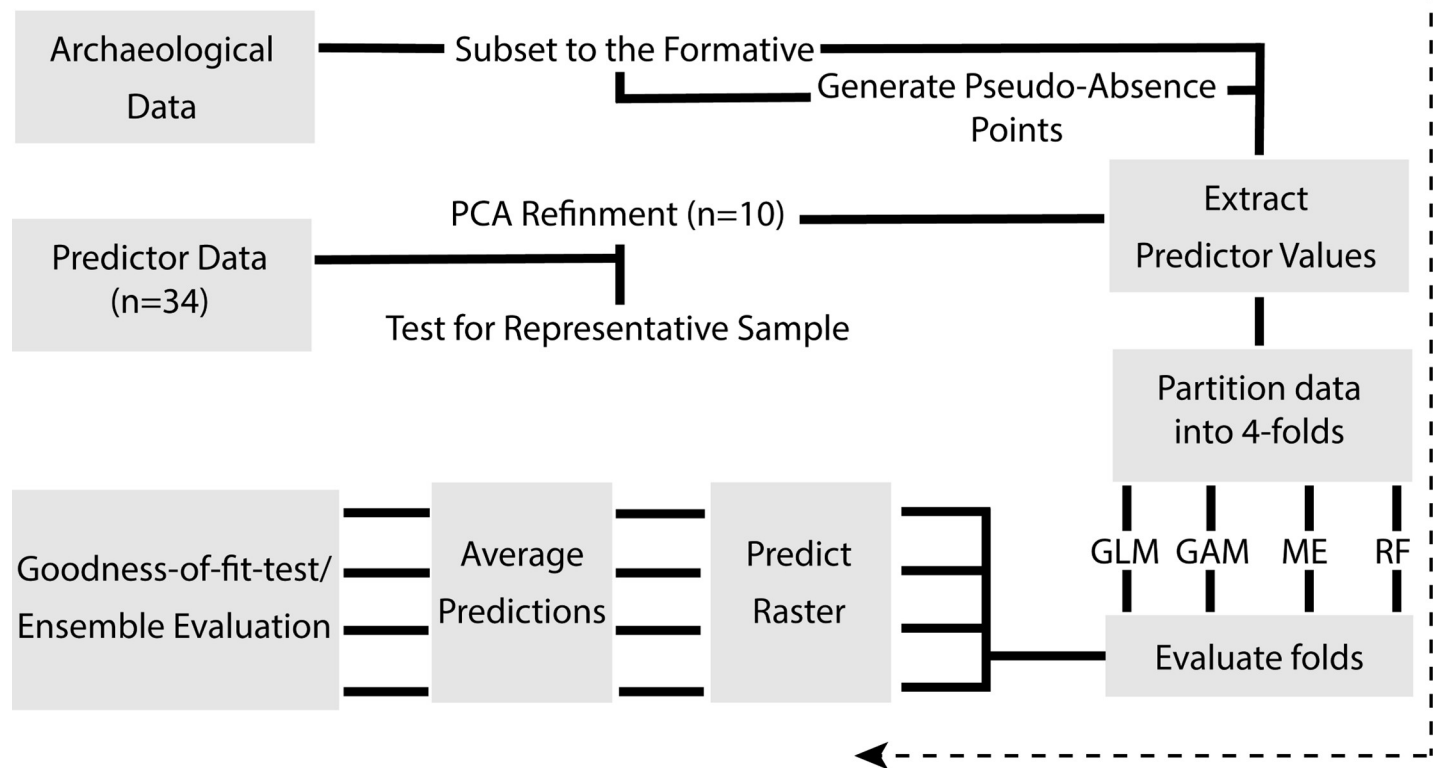 Archaeological
Data
Subset to the Formative
Generate Pseudo-Absence
Points
PCA Refinment (n=10)
Predictor Data
(n=34)
Test for Representative Sample
Extract
Predictor Values
Partition data
into 4-folds
GLM GAM ME RF
Evaluate folds
Predict
Raster
Average
Predictions
Goodness-of-fit-test/
Ensemble Evaluation